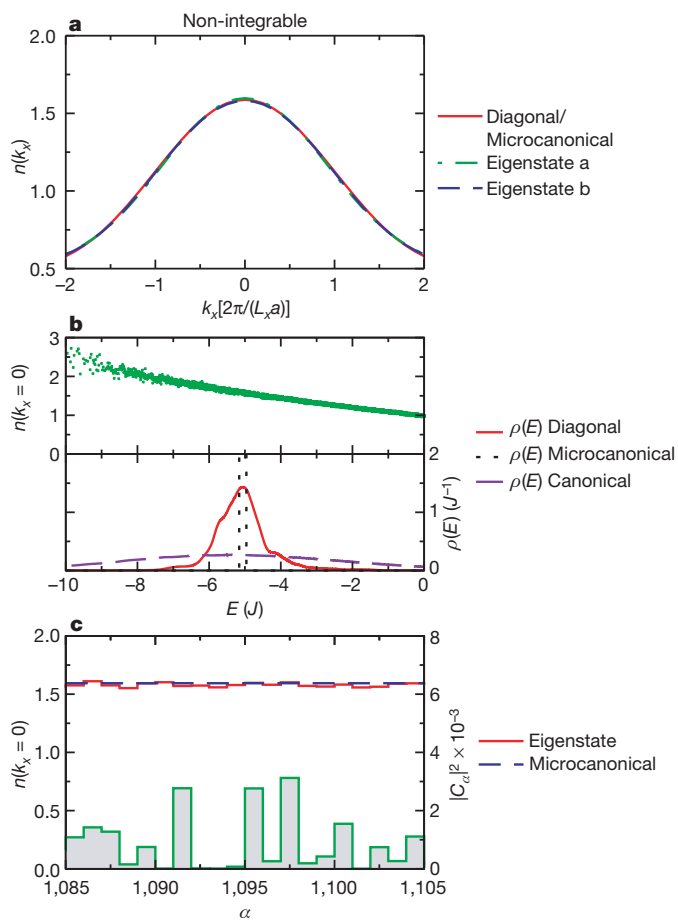 a
Non-integrable
2.0
1.5
1.0
0.5
n(kₓ)
−2
−1
0
1
2
kₓ[2π/(Lₓa)]
Diagonal/
Microcanonical
Eigenstate a
Eigenstate b
b
3
2
1
0
n(kₓ = 0)
2
1
0
ρ(E) (J⁻¹)
−10
−8
−6
−4
−2
0
E (J)
ρ(E) Diagonal
ρ(E) Microcanonical
ρ(E) Canonical
c
2.0
1.5
1.0
0.5
0.0
n(kₓ = 0)
8
6
4
2
0
|Cα|² × 10⁻³
1,085
1,090
1,095
1,100
1,105
α
Eigenstate
Microcanonical